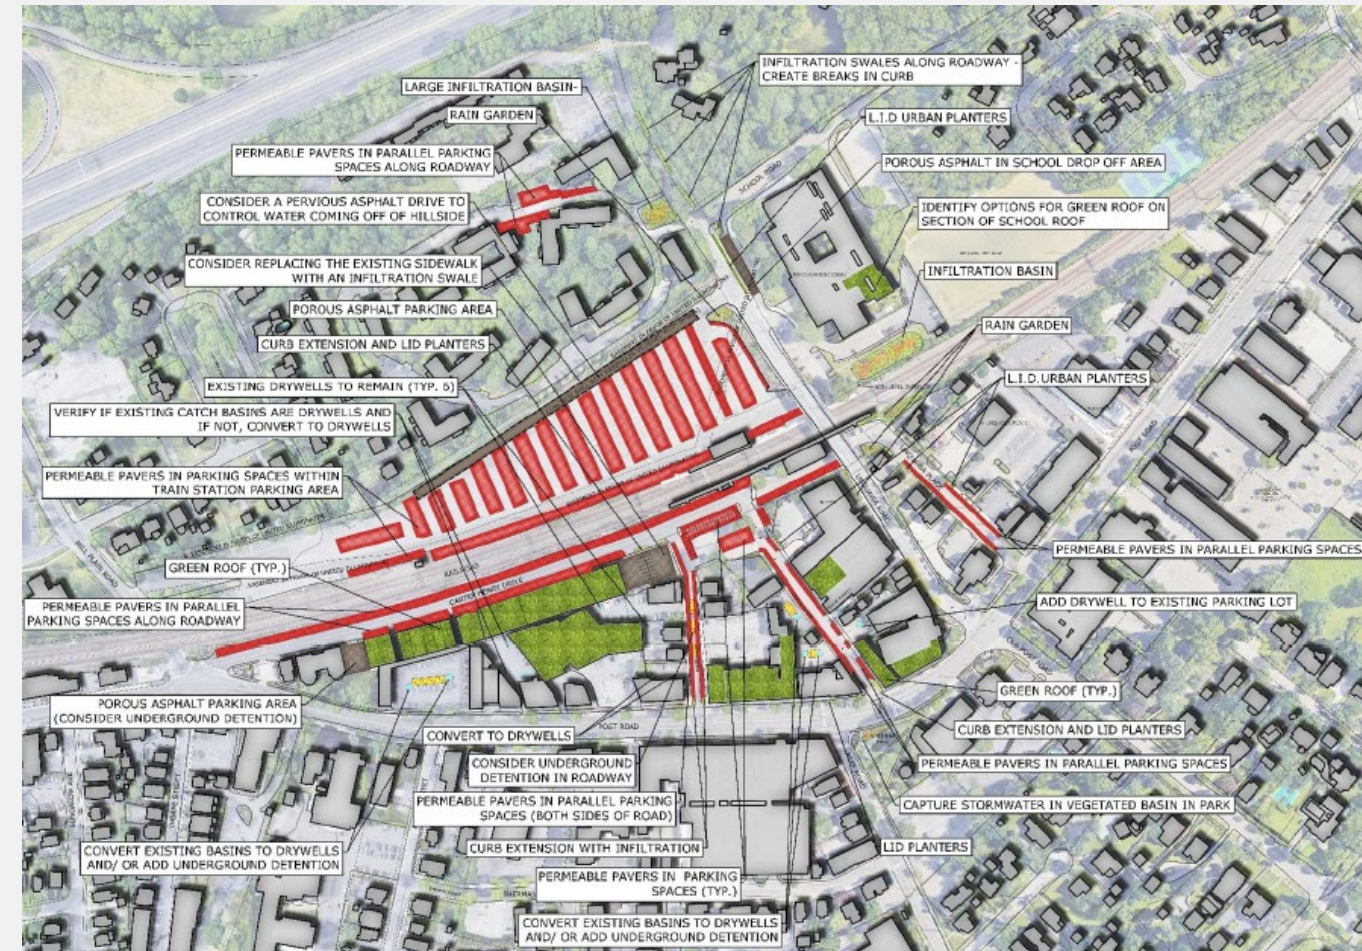 INFILTRATION SWALES ALONG ROADWAY -
CREATE BREAKS IN CURB
LARGE INFILTRATION BASIN-
RAIN GARDEN
L.I.D URBAN PLANTERS
PERMEABLE PAVERS IN PARALLEL PARKING
SPACES ALONG ROADWAY
POROUS ASPHALT IN SCHOOL DROP OFF AREA
SCHOOL ROAD
CONSIDER A PERVIOUS ASPHALT DRIVE TO
CONTROL WATER COMING OFF OF HILLSIDE
IDENTIFY OPTIONS FOR GREEN ROOF ON
SECTION OF SCHOOL ROOF
CONSIDER REPLACING THE EXISTING SIDEWALK
WITH AN INFILTRATION SWALE
INFILTRATION BASIN
POROUS ASPHALT PARKING AREA
RAIN GARDEN
CURB EXTENSION AND LID PLANTERS
L.I.D.URBAN PLANTERS
EXISTING DRYWELLS TO REMAIN (TYP. 6)
VERIFY IF EXISTING CATCH BASINS ARE DRYWELLS AND
IF NOT, CONVERT TO DRYWELLS
POST ROAD
PERMEABLE PAVERS IN PARKING SPACES WITHIN
TRAIN STATION PARKING AREA
MILL PLAIN ROAD
PERMEABLE PAVERS IN PARALLEL PARKING SPACES
GREEN ROOF (TYP.)
RAILROAD
CARTER HENRY DRIVE
PERMEABLE PAVERS IN PARALLEL
PARKING SPACES ALONG ROADWAY
ADD DRYWELL TO EXISTING PARKING LOT
OLD POST ROAD
GREEN ROOF (TYP.)
POROUS ASPHALT PARKING AREA
(CONSIDER UNDERGROUND DETENTION)
POST ROAD
CONVERT TO DRYWELLS
CURB EXTENSION AND LID PLANTERS
CONSIDER UNDERGROUND
DETENTION IN ROADWAY
PERMEABLE PAVERS IN PARALLEL PARKING SPACES
PERMEABLE PAVERS IN PARALLEL PARKING
SPACES (BOTH SIDES OF ROAD)
CAPTURE STORMWATER IN VEGETATED BASIN IN PARK
CONVERT EXISTING BASINS TO DRYWELLS
AND/ OR ADD UNDERGROUND DETENTION
CURB EXTENSION WITH INFILTRATION
LID PLANTERS
PERMEABLE PAVERS IN PARKING
SPACES (TYP.)
SHERMAN
CONVERT EXISTING BASINS TO DRYWELLS
AND/ OR ADD UNDERGROUND DETENTION